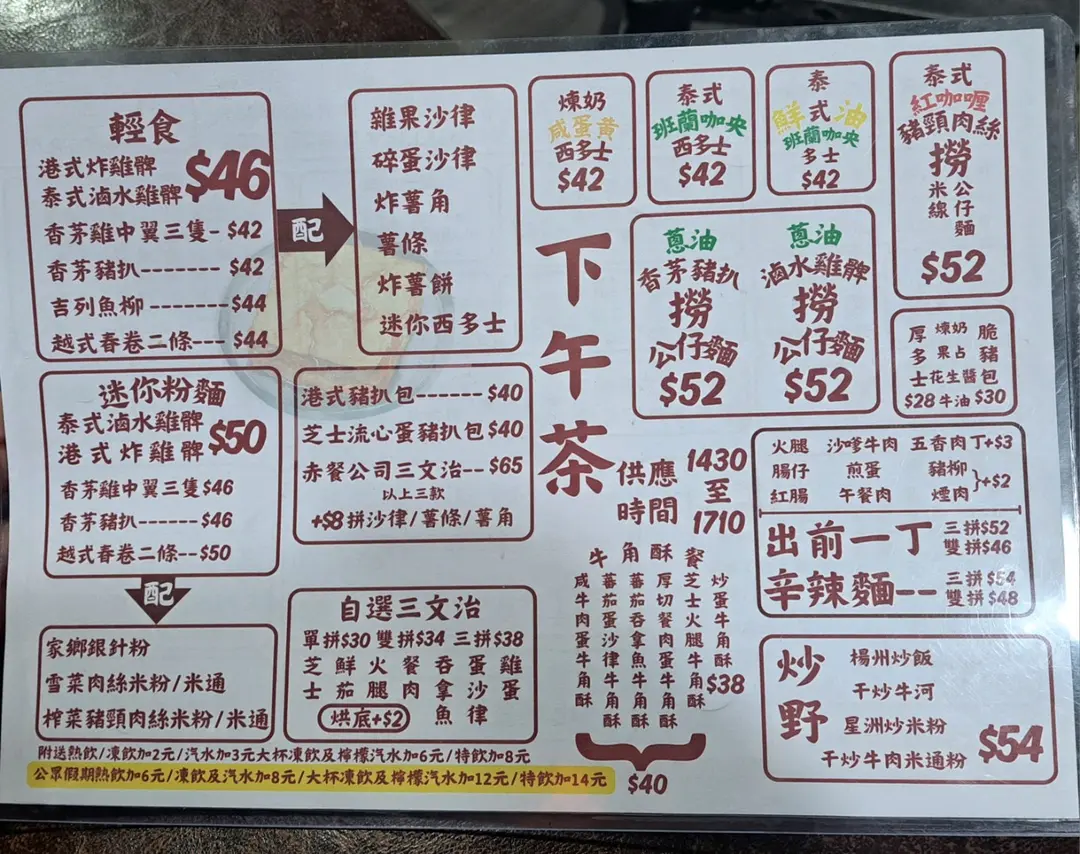 輕食
港式炸雞髀
泰式滷水雞髀 $46
香茅雞中翼三隻- $42
香茅豬扒------- $42
吉列魚柳------- $44
越式春卷二條--- $44
配
雜果沙律
碎蛋沙律
炸薯角
薯條
炸薯餅
迷你西多士
迷你粉麵
泰式滷水雞髀
港式炸雞髀 $50
香茅雞中翼三隻 $46
香茅豬扒------ $46
越式春卷二條-- $50
配
家鄉銀針粉
雪菜肉絲米粉/米通
榨菜豬頸肉絲米粉/米通
港式豬扒包------- $40
芝士流心蛋豬扒包 $40
赤餐公司三文治-- $65
以上三款
+$8拼沙律/薯條/薯角
自選三文治
單拼$30 雙拼$34 三拼$38
芝士
鮮茄
火腿
餐肉
吞拿魚
蛋沙律
雞蛋
烘底+$2
下午茶
供應時間
1430
至
1710
煉奶
咸蛋黃
西多士
$42
泰式
班蘭咖央
西多士
$42
泰式
鮮油
班蘭咖央
多士
$42
泰式
紅咖喱
豬頸肉絲
撈
米線
公仔麵
$52
蔥油
香茅豬扒
撈
公仔麵
$52
蔥油
滷水雞髀
撈
公仔麵
$52
厚多士 $28
煉奶
果占
花生醬
牛油
脆豬包 $30
火腿 沙嗲牛肉 五香肉丁+$3
腸仔 煎蛋 豬柳
紅腸 午餐肉 煙肉 }+$2
出前一丁 三拼$52
雙拼$46
辛辣麵-- 三拼$54
雙拼$48
牛角酥餐
咸牛肉蛋牛角酥
蕃茄蛋沙律牛角酥
蕃茄吞拿魚牛角酥
厚切餐肉蛋牛角酥
芝士火腿牛角酥
炒蛋牛角酥 $38
$40
炒野
楊州炒飯
干炒牛河
星洲炒米粉
干炒牛肉米通粉
$54
附送熱飲/凍飲加2元/汽水加3元大杯凍飲及檸檬汽水加6元/特飲加8元
公眾假期熱飲加6元/凍飲及汽水加8元/大杯凍飲及檸檬汽水加12元/特飲加14元